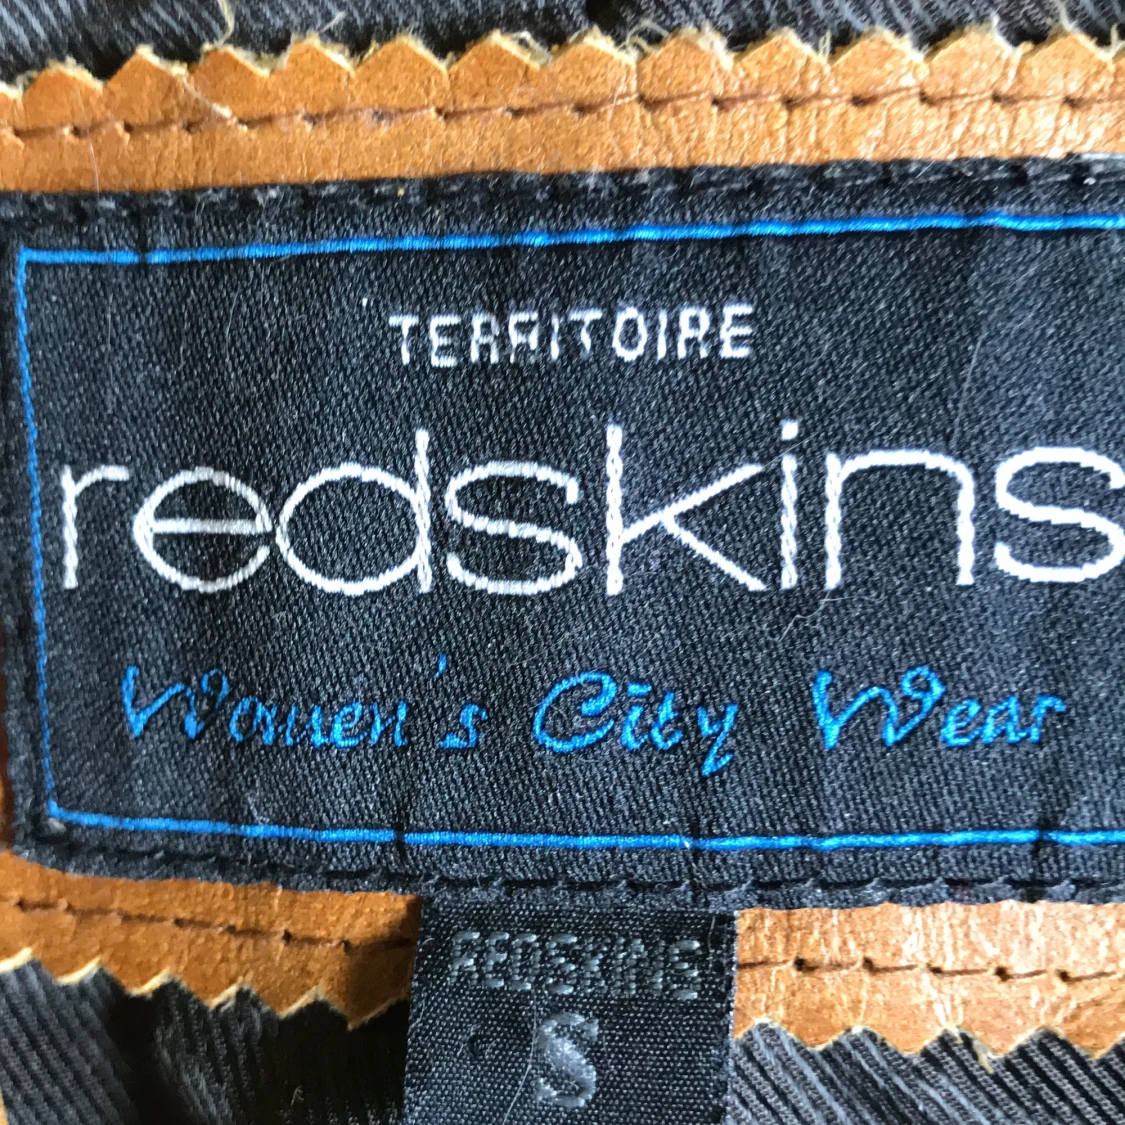 TERRITOIRE
redskins
Women's City Wear
REDSKINS
S